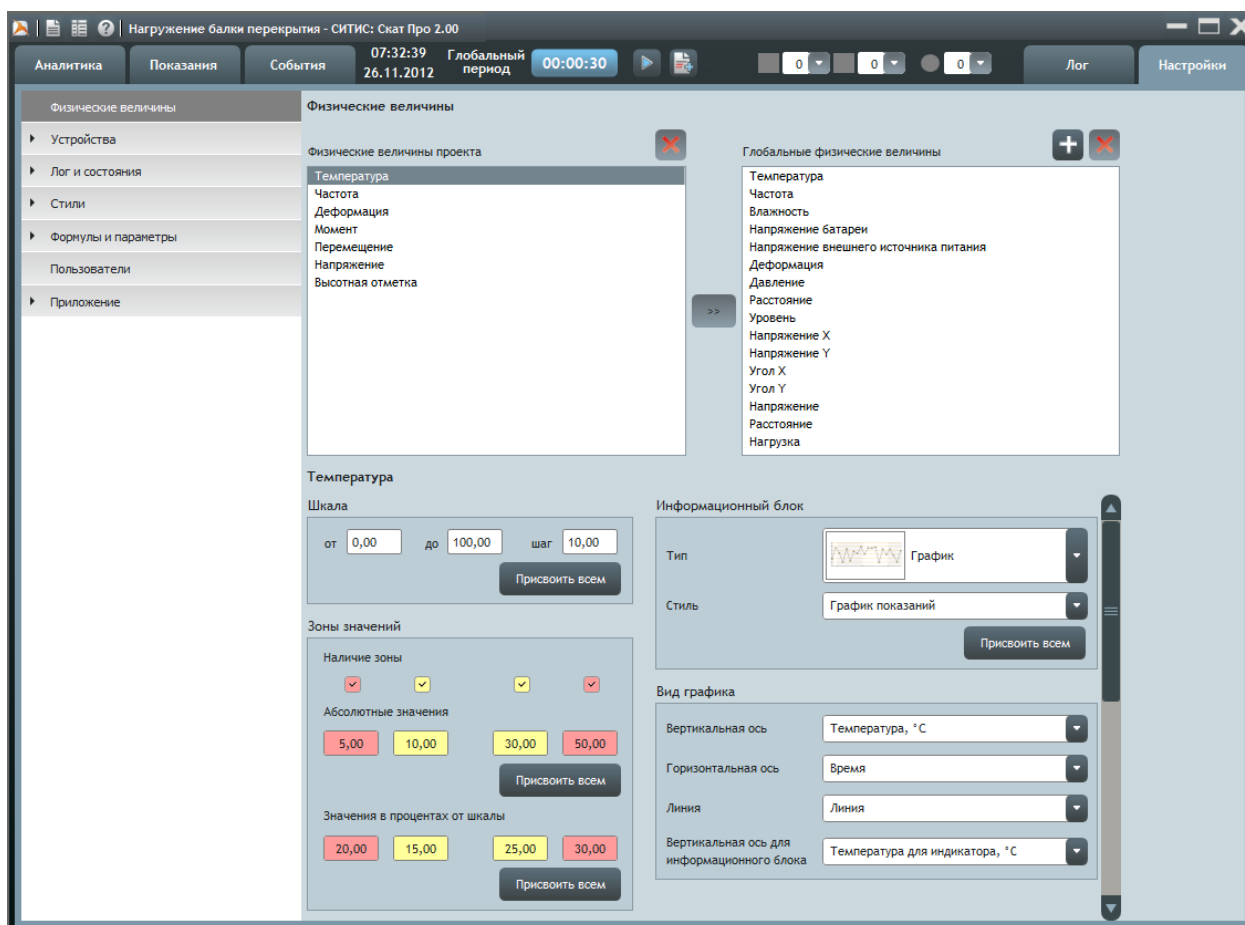 Нагружение балки перекрытия - СИТИС: Скат Про 2.00
Аналитика
Показания
События
07:32:39
26.11.2012
Глобальный
период
00:00:30
0
0
0
Лог
Настройки
Физические величины
Устройства
Лог и состояния
Стили
Формулы и параметры
Пользователи
Приложение
Физические величины
Физические величины проекта
Температура
Частота
Деформация
Момент
Перемещение
Напряжение
Высотная отметка
>>
Глобальные физические величины
Температура
Частота
Влажность
Напряжение батареи
Напряжение внешнего источника питания
Деформация
Давление
Расстояние
Уровень
Напряжение X
Напряжение Y
Угол X
Угол Y
Напряжение
Расстояние
Нагрузка
Температура
Шкала
от 0,00 до 100,00 шаг 10,00
Присвоить всем
Зоны значений
Наличие зоны
Абсолютные значения
5,00 10,00 30,00 50,00
Присвоить всем
Значения в процентах от шкалы
20,00 15,00 25,00 30,00
Присвоить всем
Информационный блок
Тип График
Стиль График показаний
Присвоить всем
Вид графика
Вертикальная ось Температура, °C
Горизонтальная ось Время
Линия Линия
Вертикальная ось для
информационного блока Температура для индикатора, °C